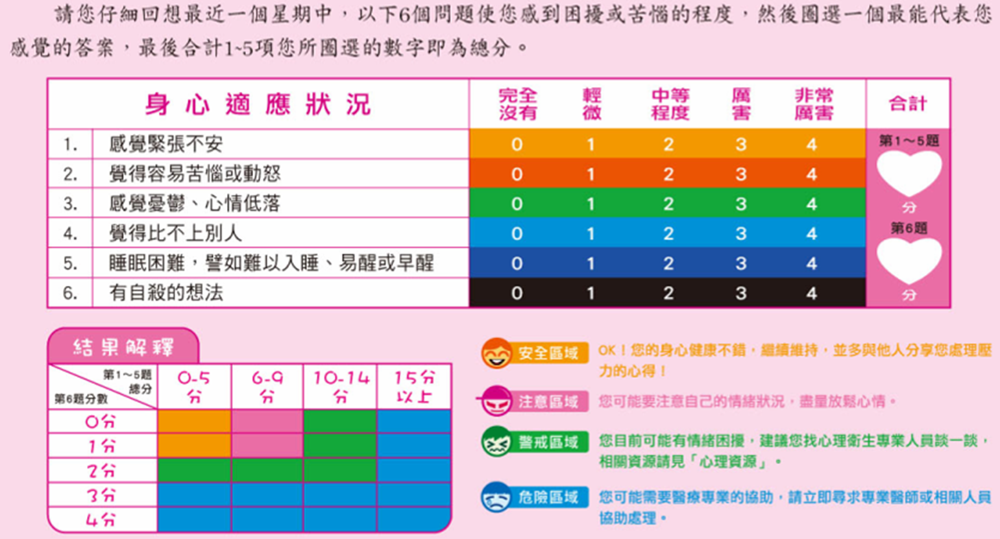 請您仔細回想最近一個星期中，以下6個問題使您感到困擾或苦惱的程度，然後圈選一個最能代表您
感覺的答案，最後合計1~5項您所圈選的數字即為總分。
身心適應狀況 完全沒有 輕微 中等程度 厲害 非常厲害 合計
1. 感覺緊張不安 0 1 2 3 4
第1～5題
2. 覺得容易苦惱或動怒 0 1 2 3 4
3. 感覺憂鬱、心情低落 0 1 2 3 4
分
4. 覺得比不上別人 0 1 2 3 4
第6題
5. 睡眠困難，譬如難以入睡、易醒或早醒 0 1 2 3 4
6. 有自殺的想法 0 1 2 3 4
分
結果解釋
第1～5題
總分
第6題分數
0-5分 6-9分 10-14分 15分以上
0分
1分
2分
3分
4分
安全區域 OK！您的身心健康不錯，繼續維持，並多與他人分享您處理壓
力的心得！
注意區域 您可能要注意自己的情緒狀況，盡量放鬆心情。
警戒區域 您目前可能有情緒困擾，建議您找心理衛生專業人員談一談，
相關資源請見「心理資源」。
危險區域 您可能需要醫療專業的協助，請立即尋求專業醫師或相關人員
協助處理。